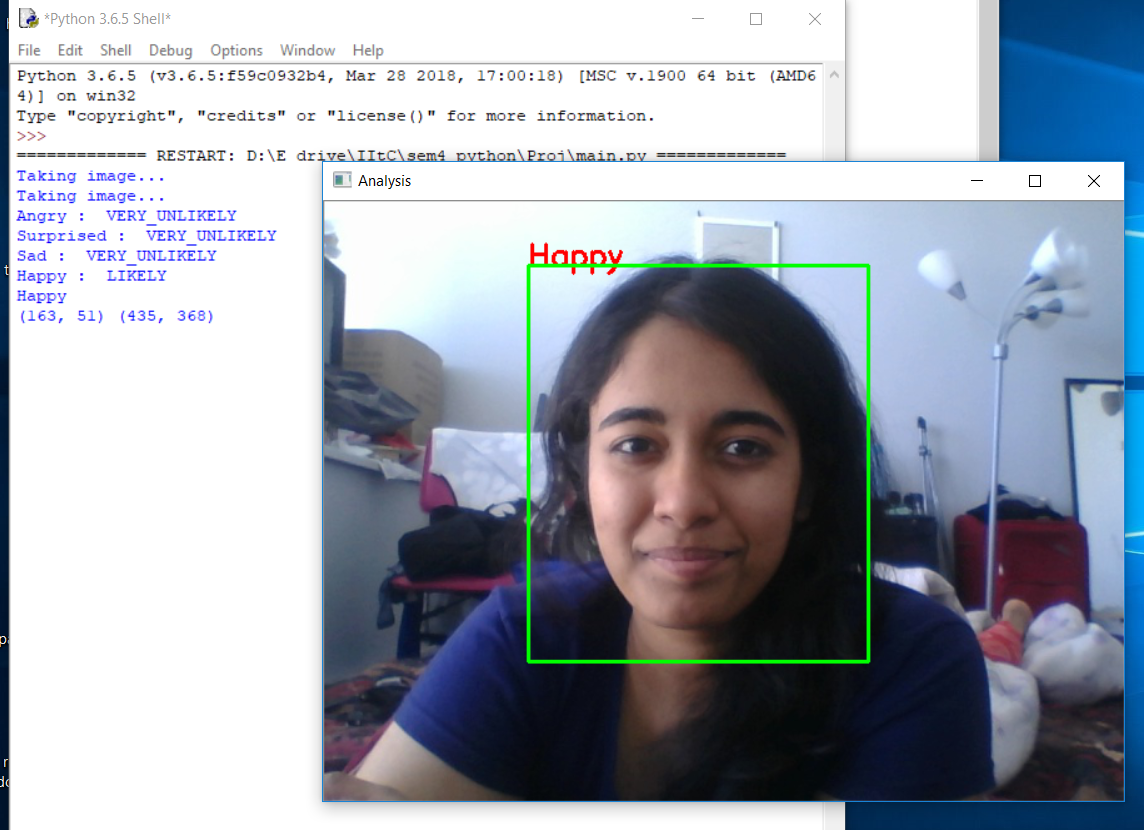 *Python 3.6.5 Shell*
File Edit Shell Debug Options Window Help
Python 3.6.5 (v3.6.5:f59c0932b4, Mar 28 2018, 17:00:18) [MSC v.1900 64 bit (AMD6
4)] on win32
Type "copyright", "credits" or "license()" for more information.
>>>
============= RESTART: D:\E drive\IItC\sem4 python\Proj\main.py =============
Taking image...
Taking image...
Angry :  VERY_UNLIKELY
Surprised :  VERY_UNLIKELY
Sad :  VERY_UNLIKELY
Happy :  LIKELY
Happy
(163, 51) (435, 368)
Analysis
Happy